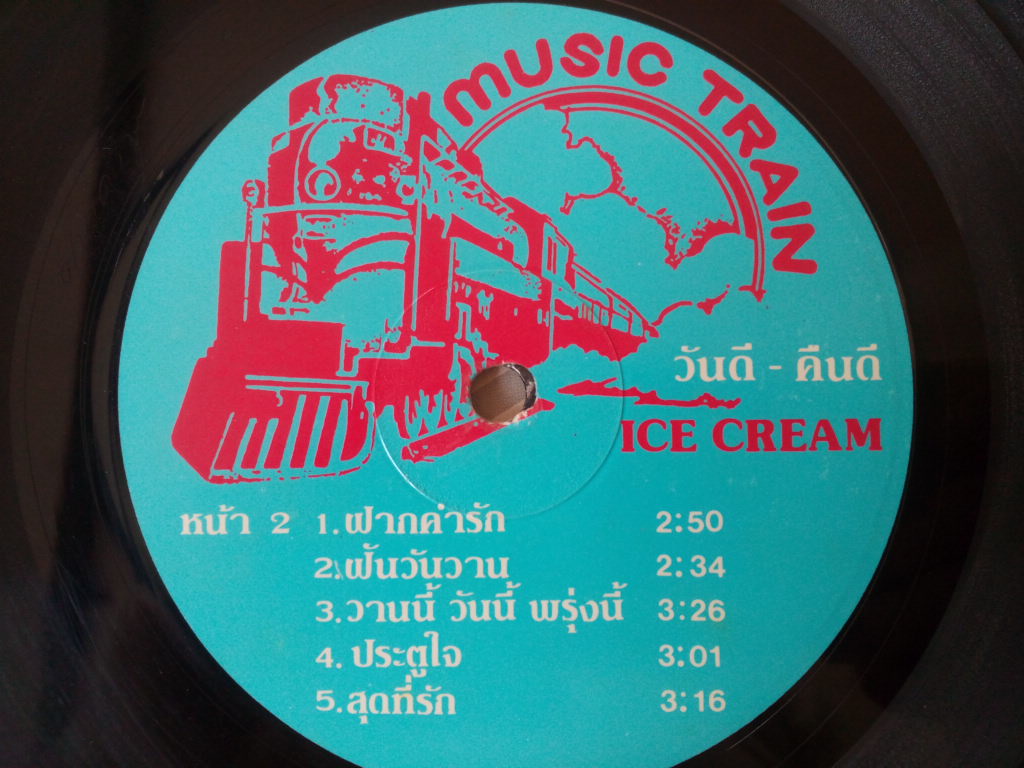 MUSIC TRAIN
วันดี - คืนดี
ICE CREAM
หน้า 2 1. ฝากคำรัก 2:50
2. ฝันวันวาน 2:34
3. วานนี้ วันนี้ พรุ่งนี้ 3:26
4. ประตูใจ 3:01
5. สุดที่รัก 3:16